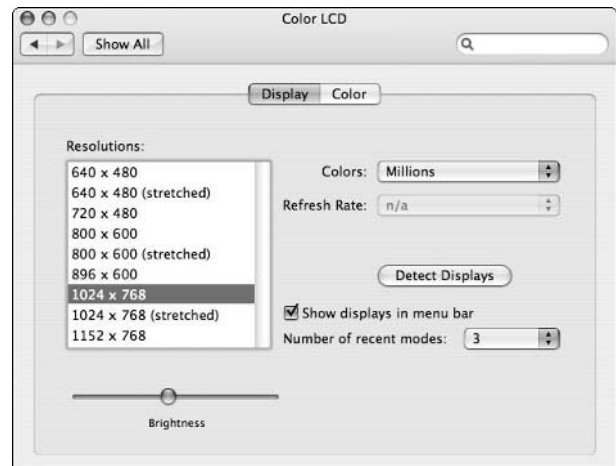 Color LCD
Show All
Display Color
Resolutions:
640 x 480
640 x 480 (stretched)
720 x 480
800 x 600
800 x 600 (stretched)
896 x 600
1024 x 768
1024 x 768 (stretched)
1152 x 768
Colors: Millions
Refresh Rate: n/a
Detect Displays
Show displays in menu bar
Number of recent modes: 3
Brightness